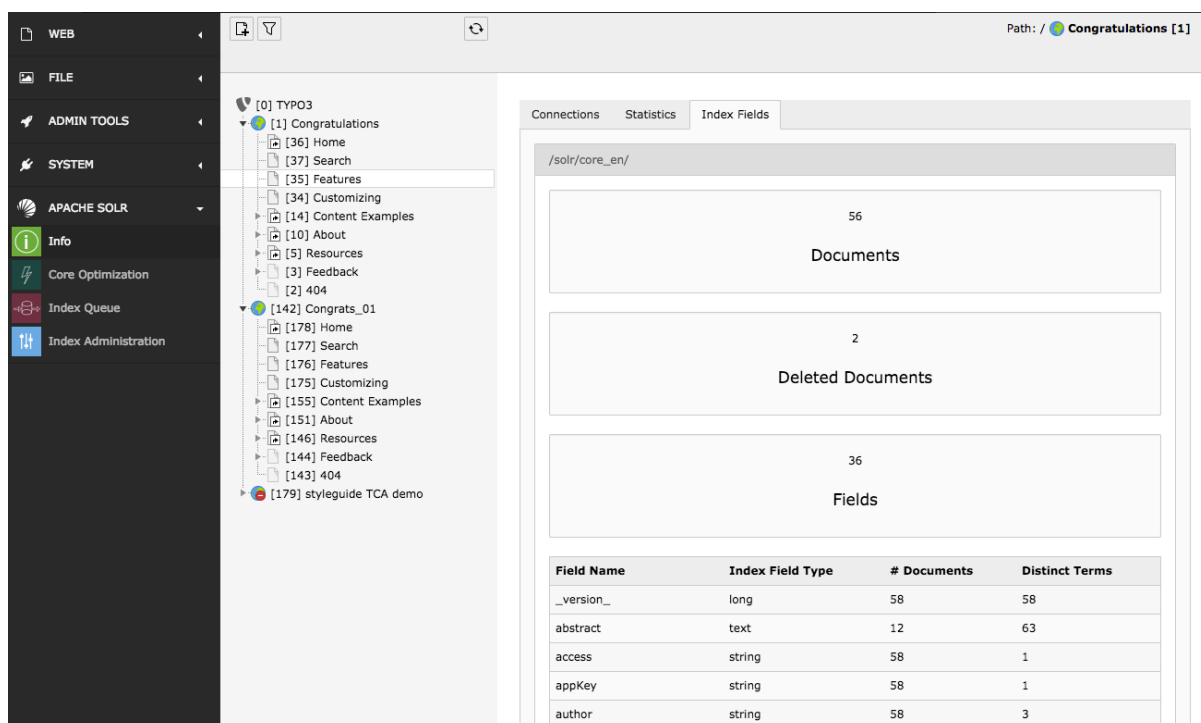 WEB
FILE
ADMIN TOOLS
SYSTEM
APACHE SOLR
Info
Core Optimization
Index Queue
Index Administration
[0] TYPO3
[1] Congratulations
[36] Home
[37] Search
[35] Features
[34] Customizing
[14] Content Examples
[10] About
[5] Resources
[3] Feedback
[2] 404
[142] Congrats_01
[178] Home
[177] Search
[176] Features
[175] Customizing
[155] Content Examples
[151] About
[146] Resources
[144] Feedback
[143] 404
[179] styleguide TCA demo
Path: / Congratulations [1]
Connections Statistics Index Fields
/solr/core_en/
56
Documents
2
Deleted Documents
36
Fields
Field Name Index Field Type # Documents Distinct Terms
_version_ long 58 58
abstract text 12 63
access string 58 1
appKey string 58 1
author string 58 3